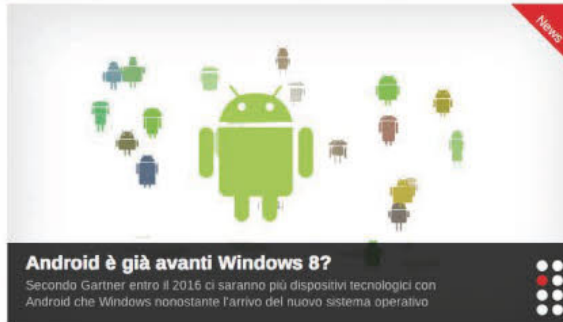 News
Android è già avanti Windows 8?
Secondo Gartner entro il 2016 ci saranno più dispositivi tecnologici con
Android che Windows nonostante l'arrivo del nuovo sistema operativo